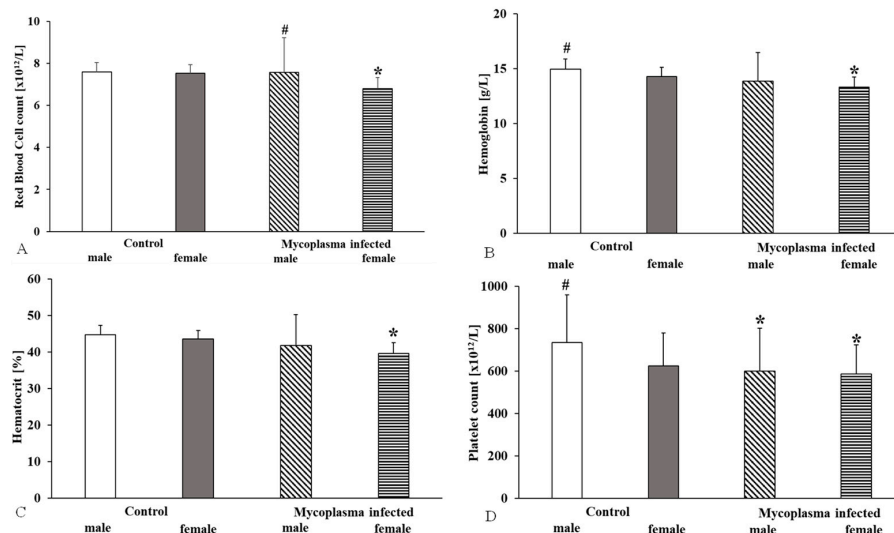 10
8
6
4
2
0
Red Blood Cell count [x10¹²/L]
#
*
A
Control
Mycoplasma infected
male
female
male
female
20
15
10
5
0
Hemoglobin [g/L]
#
*
B
Control
Mycoplasma infected
male
female
male
female
60
50
40
30
20
10
0
Hematocrit [%]
*
C
Control
Mycoplasma infected
male
female
male
female
1000
800
600
400
200
0
Platelet count [x10¹²/L]
#
*
*
D
Control
Mycoplasma infected
male
female
male
female